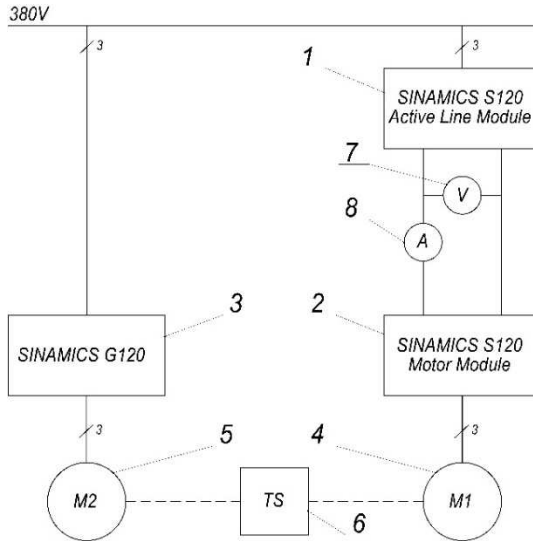 380V
3
3
1
SINAMICS S120
Active Line Module
7
V
8
A
3
2
SINAMICS G120
SINAMICS S120
Motor Module
3
5
4
3
M2
TS
M1
6